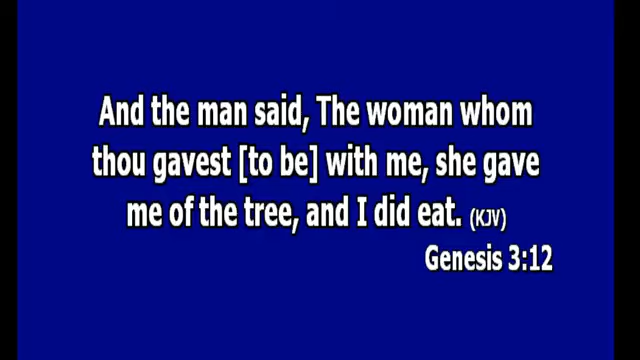 And the man said, The woman whom
thou gavest [to be] with me, she gave
me of the tree, and I did eat. (KJV)
Genesis 3:12